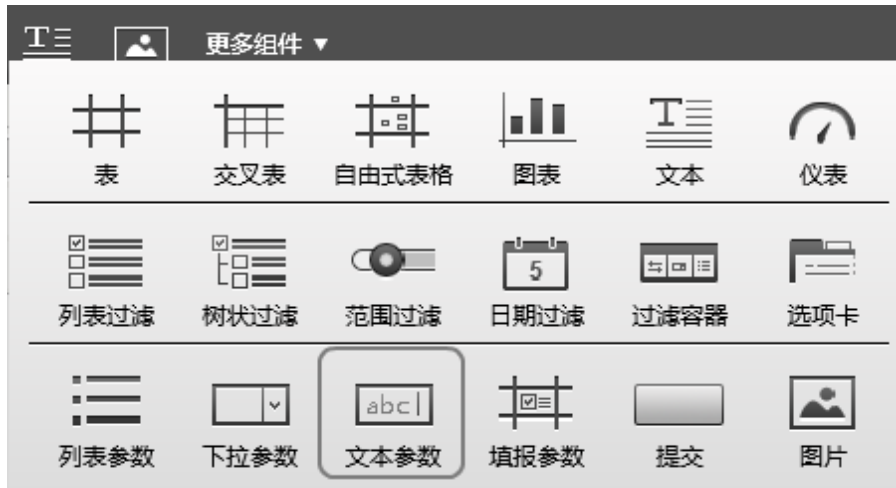 更多组件 ▼
表 交叉表 自由式表格 图表 T 文本 仪表
列表过滤 树状过滤 范围过滤 5 日期过滤 过滤容器 选项卡
列表参数 下拉参数 abc 文本参数 填报参数 提交 图片